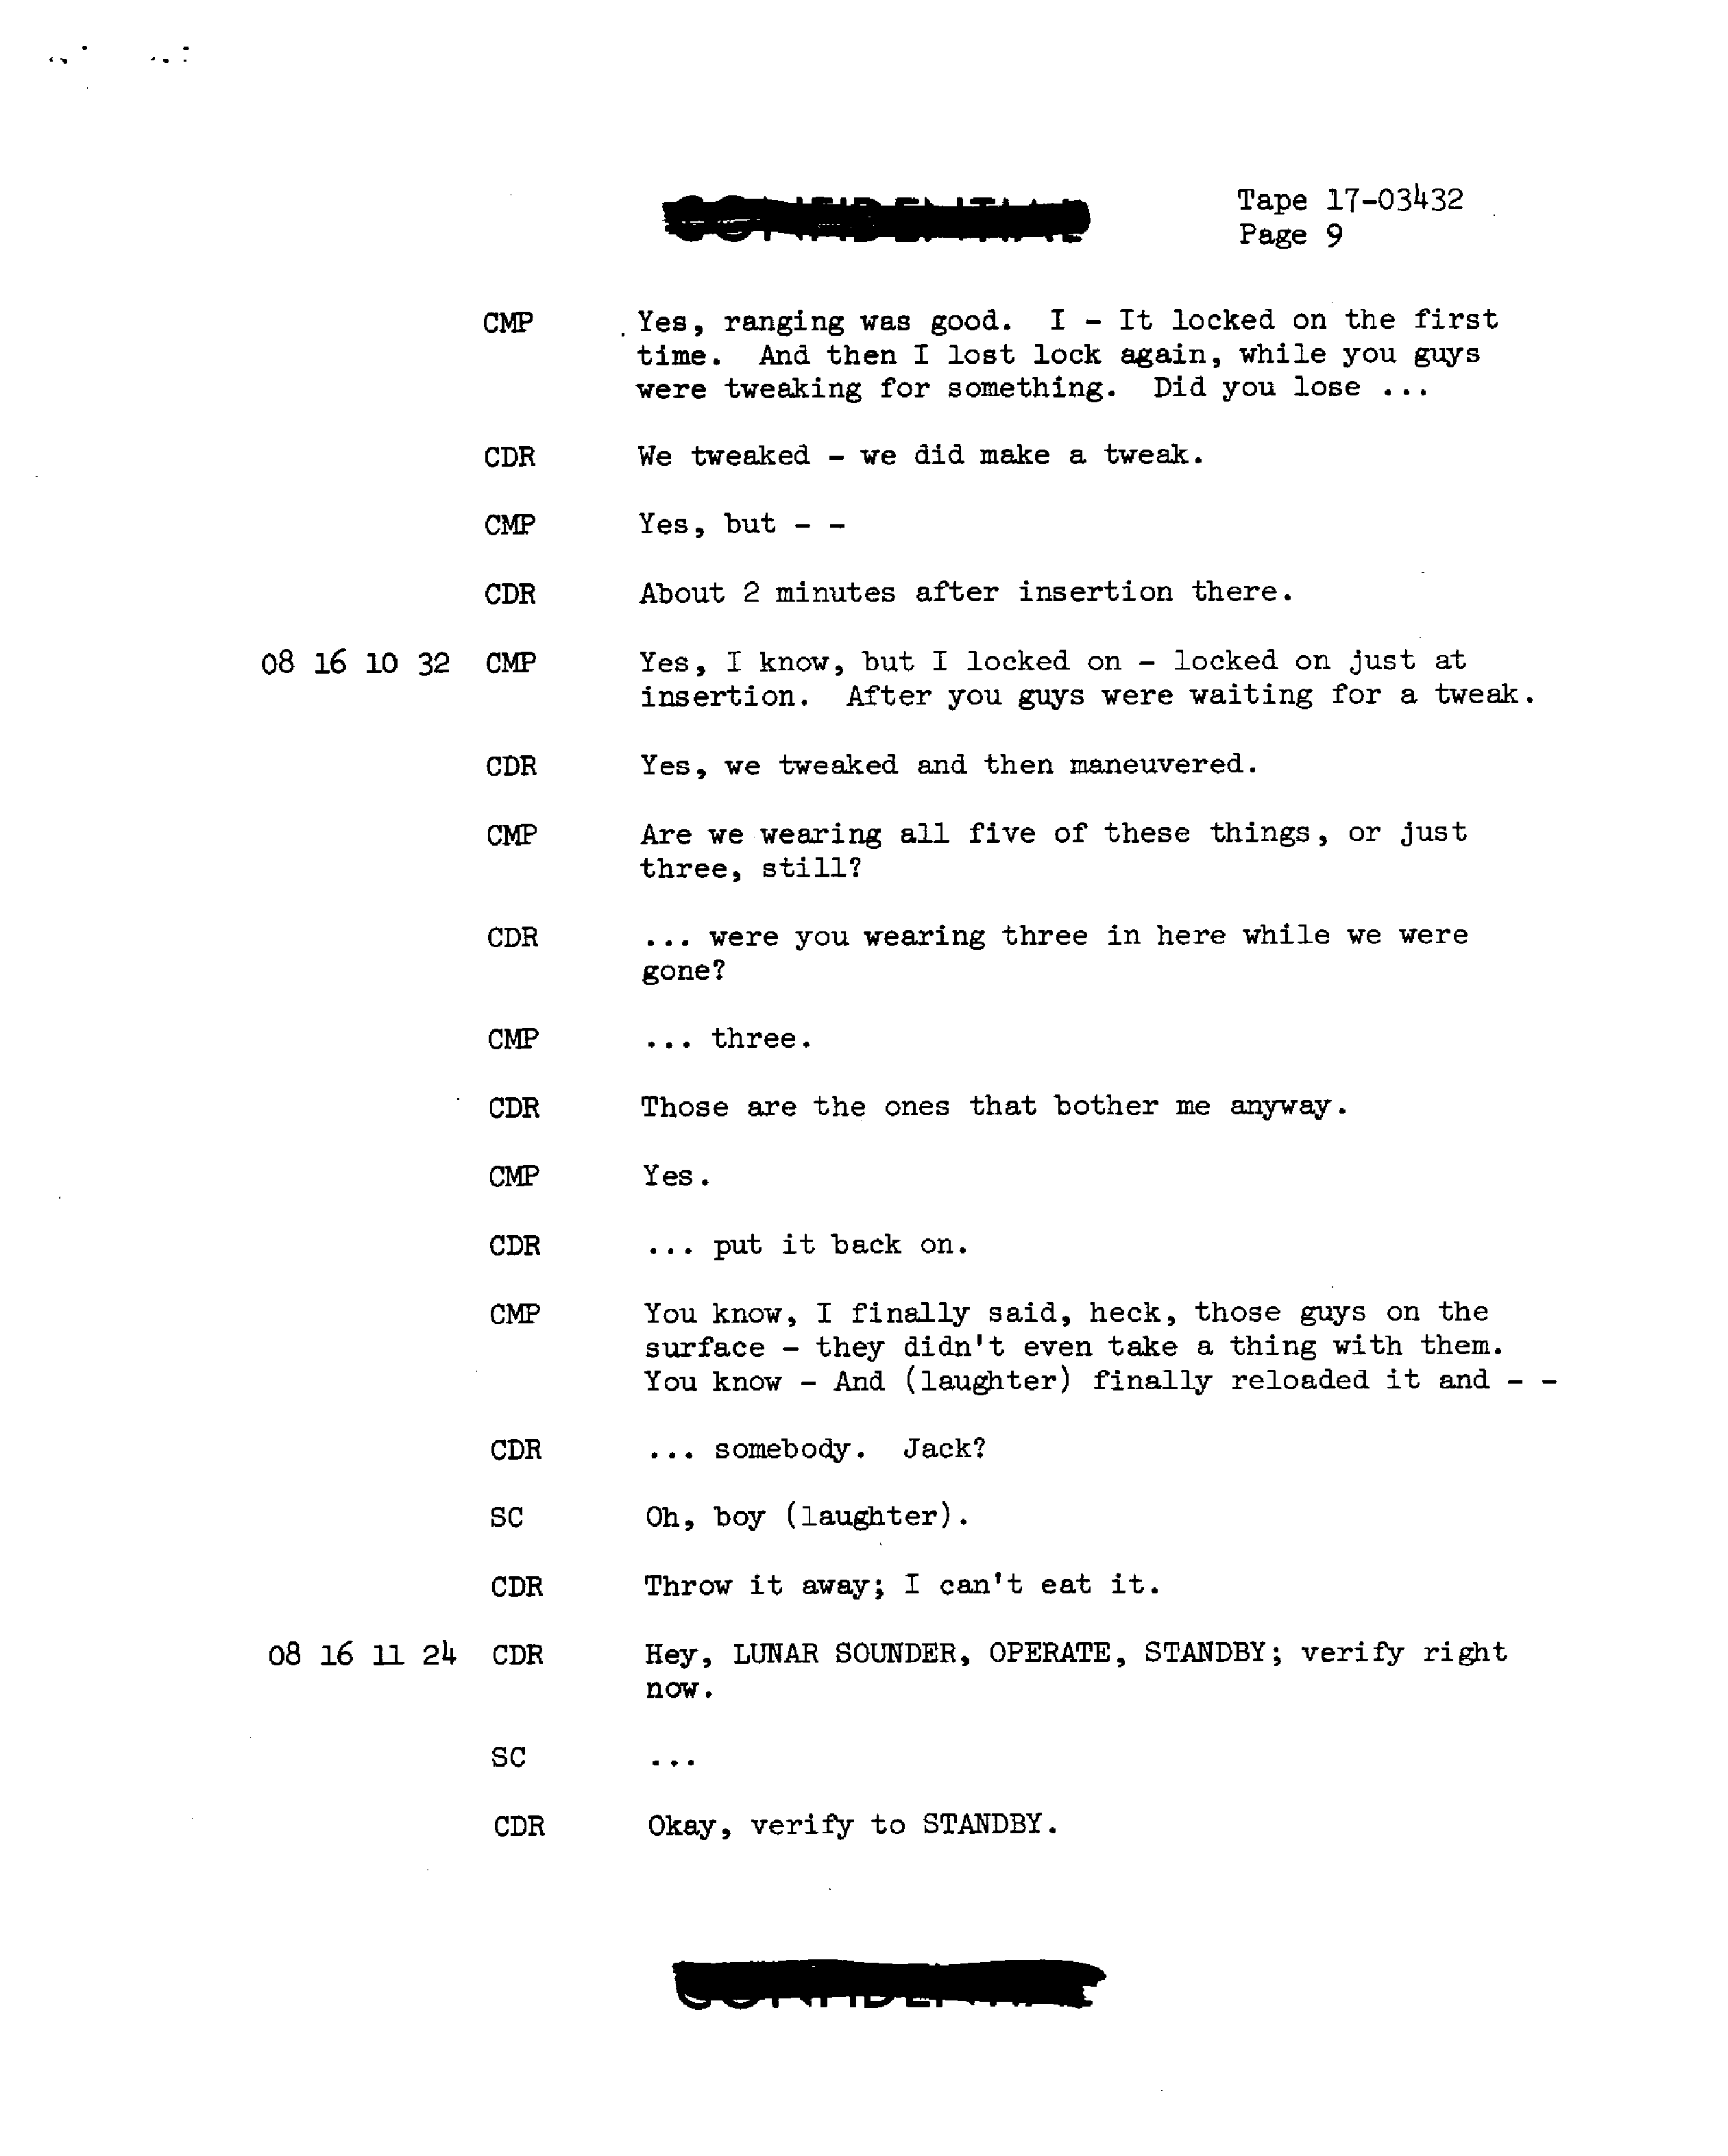 CONFIDENTIAL
Tape 17-03432
Page 9
CMP Yes, ranging was good. I - It locked on the first
time. And then I lost lock again, while you guys
were tweaking for something. Did you lose ...
CDR We tweaked - we did make a tweak.
CMP Yes, but - -
CDR About 2 minutes after insertion there.
08 16 10 32 CMP Yes, I know, but I locked on - locked on just at
insertion. After you guys were waiting for a tweak.
CDR Yes, we tweaked and then maneuvered.
CMP Are we wearing all five of these things, or just
three, still?
CDR ... were you wearing three in here while we were
gone?
CMP ... three.
CDR Those are the ones that bother me anyway.
CMP Yes.
CDR ... put it back on.
CMP You know, I finally said, heck, those guys on the
surface - they didn't even take a thing with them.
You know - And (laughter) finally reloaded it and - -
CDR ... somebody. Jack?
SC Oh, boy (laughter).
CDR Throw it away; I can't eat it.
08 16 11 24 CDR Hey, LUNAR SOUNDER, OPERATE, STANDBY; verify right
now.
SC ...
CDR Okay, verify to STANDBY.
CONFIDENTIAL